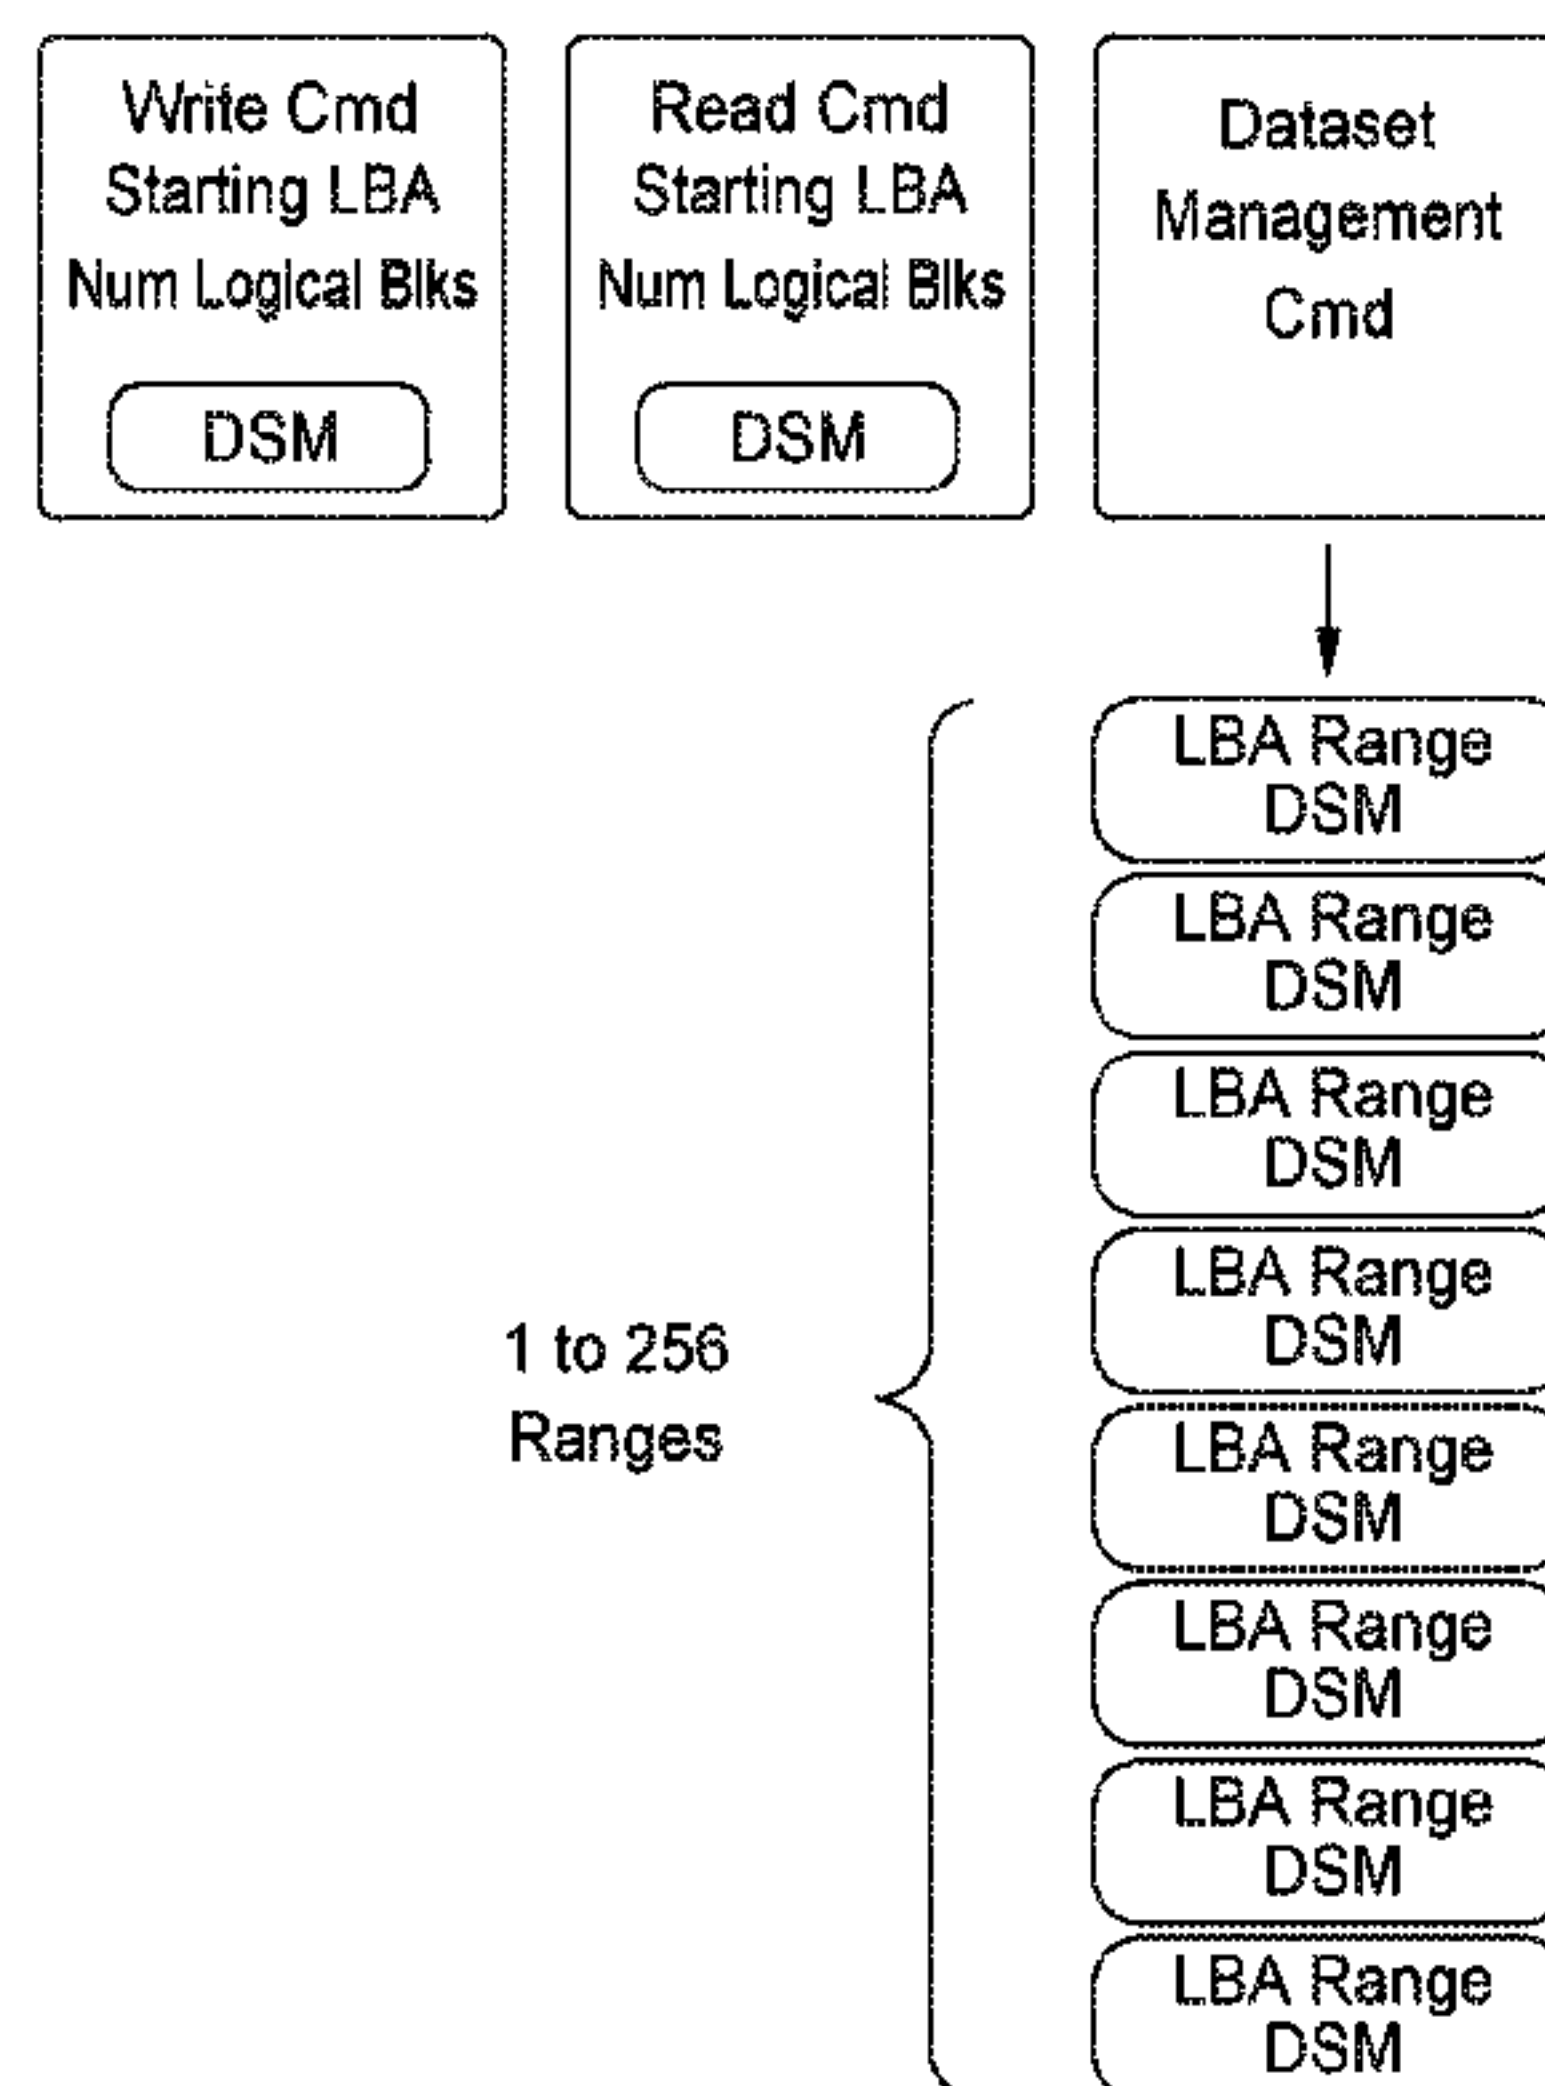 Write Cmd
Starting LBA
Num Logical Blks
DSM
Read Cmd
Starting LBA
Num Logical Blks
DSM
Dataset
Management
Cmd
1 to 256
Ranges
LBA Range
DSM
LBA Range
DSM
LBA Range
DSM
LBA Range
DSM
LBA Range
DSM
LBA Range
DSM
LBA Range
DSM
LBA Range
DSM